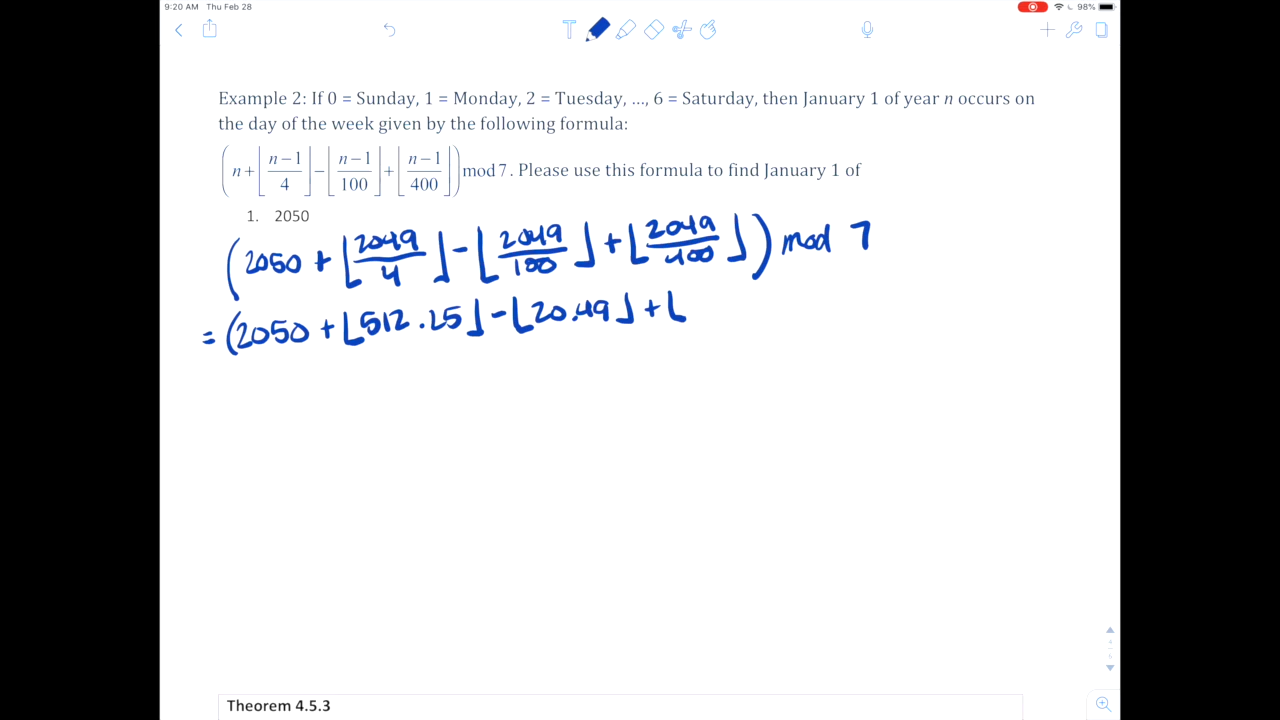 9:20 AM Thu Feb 28 98%
Example 2: If 0 = Sunday, 1 = Monday, 2 = Tuesday, ..., 6 = Saturday, then January 1 of year n occurs on
the day of the week given by the following formula:
(n + ⌊(n−1)/4⌋ − ⌊(n−1)/100⌋ + ⌊(n−1)/400⌋) mod 7. Please use this formula to find January 1 of
1. 2050
(2050 + ⌊2049/4⌋ − ⌊2049/100⌋ + ⌊2049/400⌋) mod 7
= (2050 + ⌊512.25⌋ − ⌊20.49⌋ + ⌊
Theorem 4.5.3